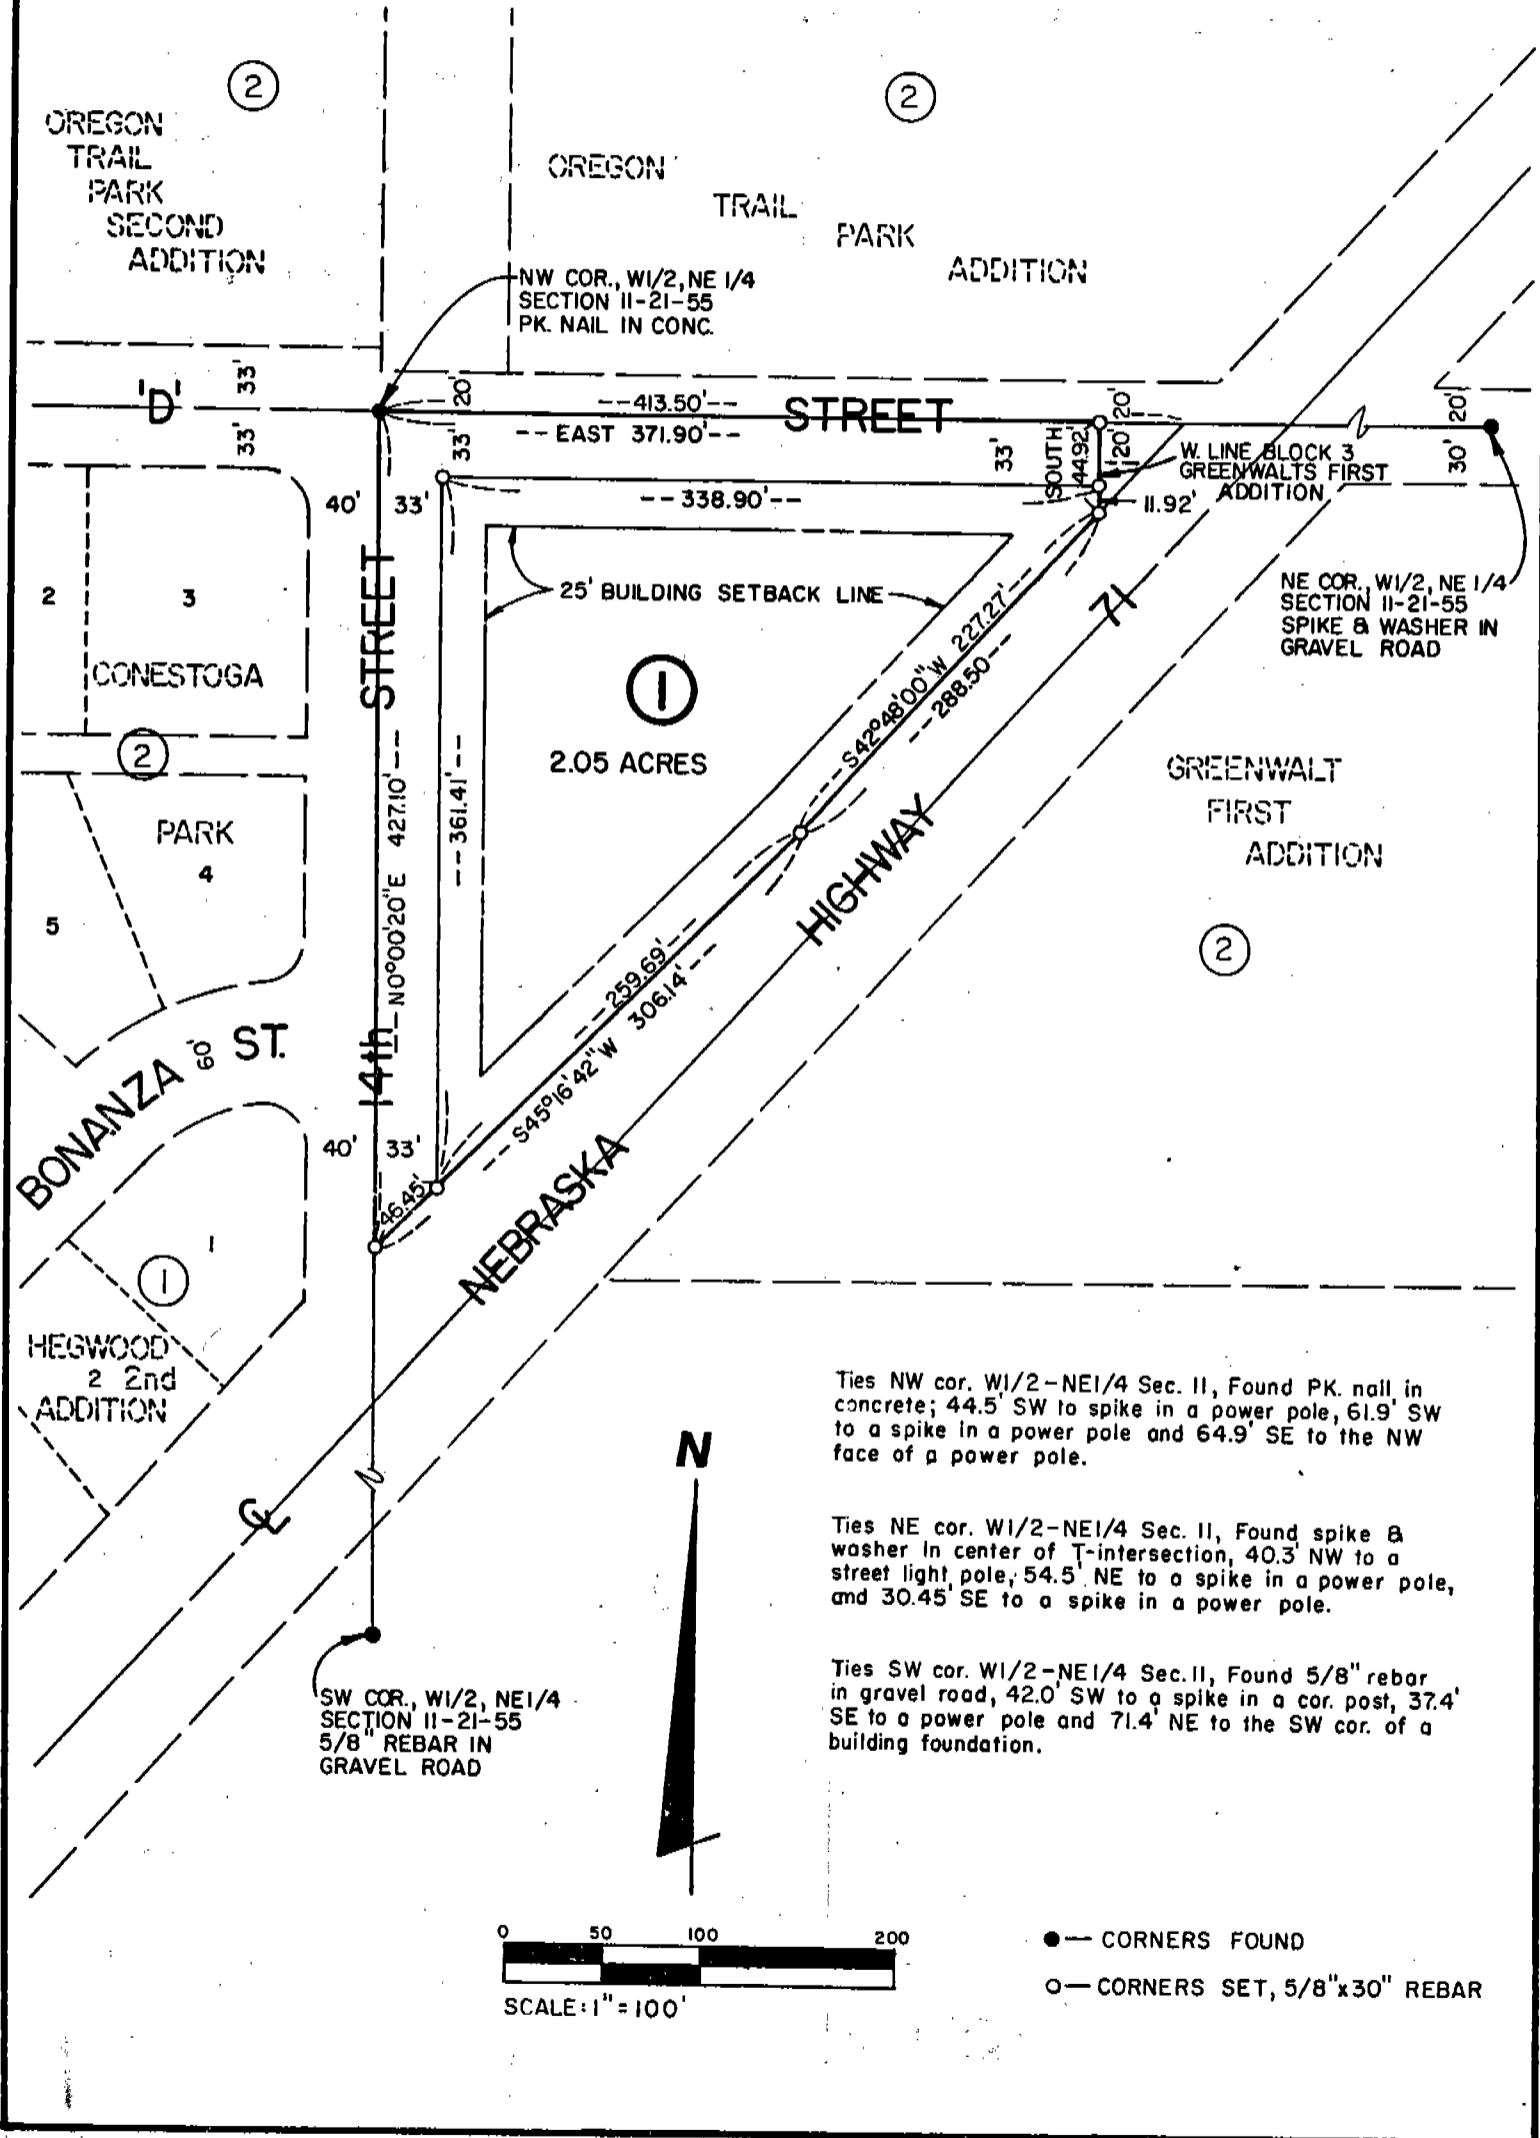 2
2
OREGON
TRAIL
PARK
SECOND
ADDITION
OREGON
TRAIL
PARK
ADDITION
NW COR., W1/2, NE 1/4
SECTION 11-21-55
PK. NAIL IN CONC.
'D'
STREET
33'
33'
20'
33'
--413.50'--
-- EAST 371.90'--
33'
SOUTH
44.92'
20'
20'
20'
30'
W. LINE BLOCK 3
GREENWALTS FIRST
ADDITION
11.92'
--338.90'--
40'
33'
25' BUILDING SETBACK LINE
NE COR., W1/2, NE 1/4
SECTION 11-21-55
SPIKE & WASHER IN
GRAVEL ROAD
2
3
CONESTOGA
2
PARK
4
5
14th STREET
N0°00'20"E 427.10'--
--361.41'--
1
2.05 ACRES
S42°48'00"W 227.27'
--288.50--
71
HIGHWAY
NEBRASKA
GREENWALT
FIRST
ADDITION
2
--259.69'--
S45°16'42"W 306.14'
46.45'
BONANZA ST.
60'
40'
33'
1
1
HEGWOOD
2 2nd
ADDITION
℄
Ties NW cor. W1/2-NE1/4 Sec. 11, Found PK. nail in
concrete; 44.5' SW to spike in a power pole, 61.9' SW
to a spike in a power pole and 64.9' SE to the NW
face of a power pole.
Ties NE cor. W1/2-NE1/4 Sec. 11, Found spike &
washer in center of T-intersection, 40.3' NW to a
street light pole, 54.5' NE to a spike in a power pole,
and 30.45' SE to a spike in a power pole.
Ties SW cor. W1/2-NE1/4 Sec. 11, Found 5/8" rebar
in gravel road, 42.0' SW to a spike in a cor. post, 37.4'
SE to a power pole and 71.4' NE to the SW cor. of a
building foundation.
N
SW COR., W1/2, NE1/4
SECTION 11-21-55
5/8" REBAR IN
GRAVEL ROAD
0 50 100 200
SCALE: 1"=100'
●— CORNERS FOUND
o— CORNERS SET, 5/8"x30" REBAR